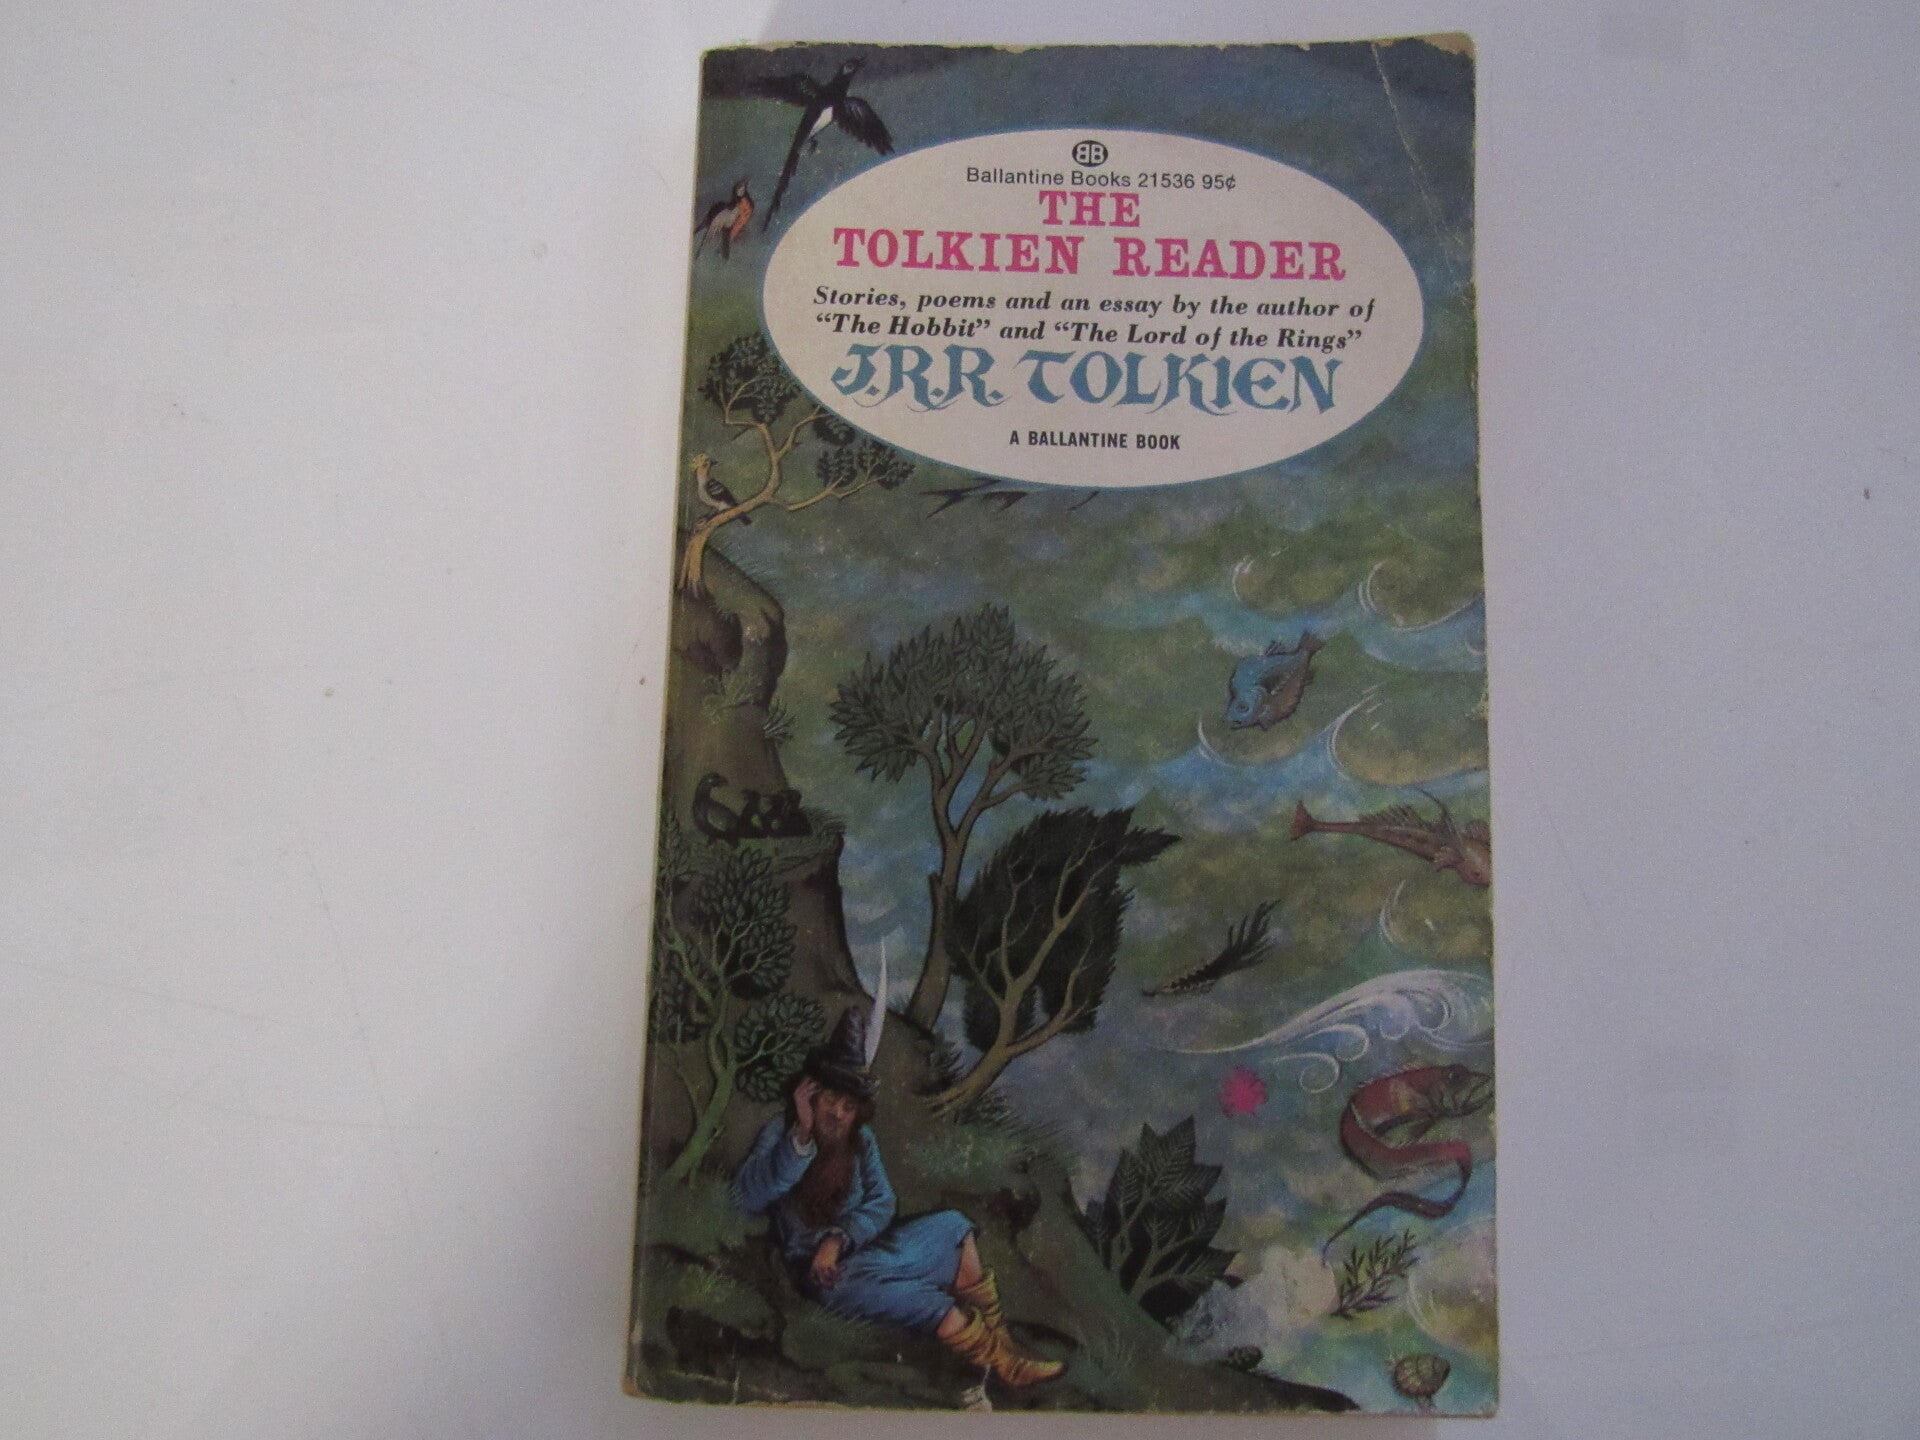 BB
Ballantine Books 21536 95¢
THE
TOLKIEN READER
Stories, poems and an essay by the author of
“The Hobbit” and “The Lord of the Rings”
J.R.R. TOLKIEN
A BALLANTINE BOOK